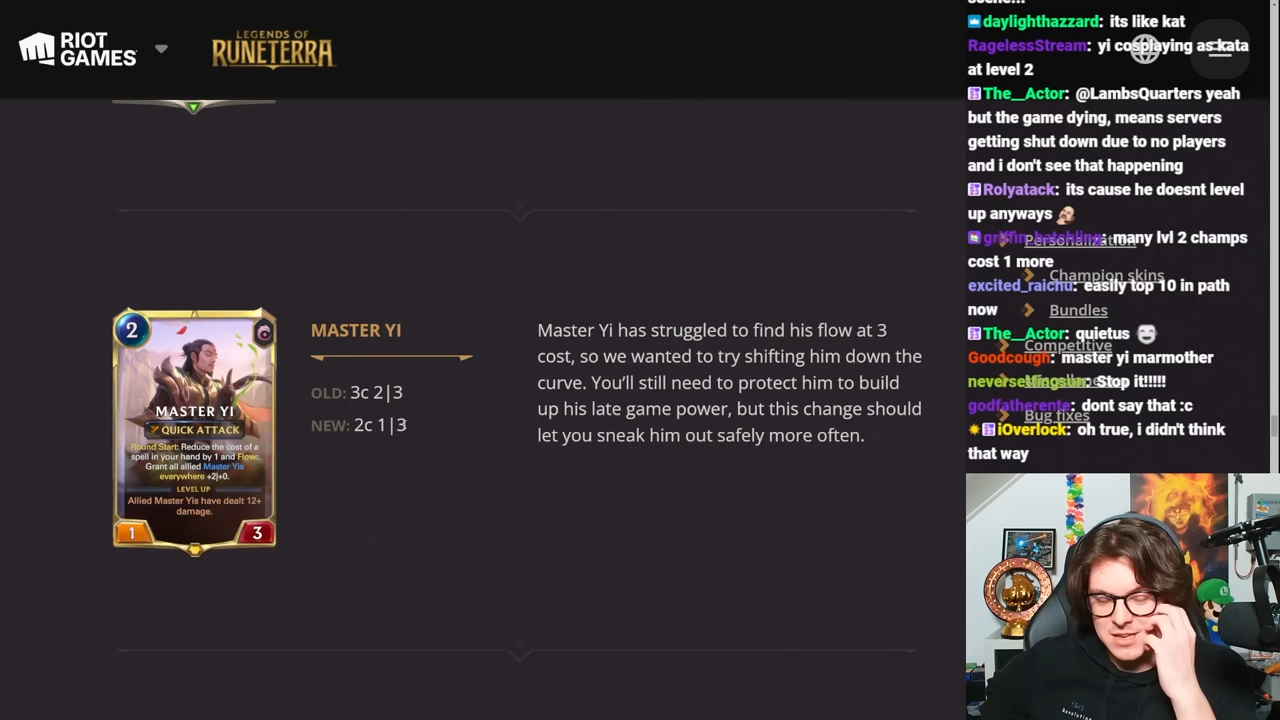 RIOT
GAMES
LEGENDS OF
RUNETERRA
2
MASTER YI
QUICK ATTACK
Round Start: Reduce the cost of a
spell in your hand by 1 and Flow:
Grant all allied Master Yis
everywhere +2|+0.
LEVEL UP
Allied Master Yis have dealt 12+
damage.
1
3
MASTER YI
OLD: 3c 2|3
NEW: 2c 1|3
Master Yi has struggled to find his flow at 3
cost, so we wanted to try shifting him down the
curve. You’ll still need to protect him to build
up his late game power, but this change should
let you sneak him out safely more often.
daylighthazzard: its like kat
RagelessStream: yi cosplaying as kata
at level 2
The__Actor: @LambsQuarters yeah
but the game dying, means servers
getting shut down due to no players
and i don't see that happening
Rolyatack: its cause he doesnt level
up anyways
griffin_hatchling: many lvl 2 champs
cost 1 more
excited_raichu: easily top 10 in path
now
The__Actor: quietus
Goodcough: master yi marmother
Stop it!!!!!
godfatherente: dont say that :c
iOverlock: oh true, i didn't think
that way
Personalization
Champion skins
Bundles
Competitive
Bug fixes